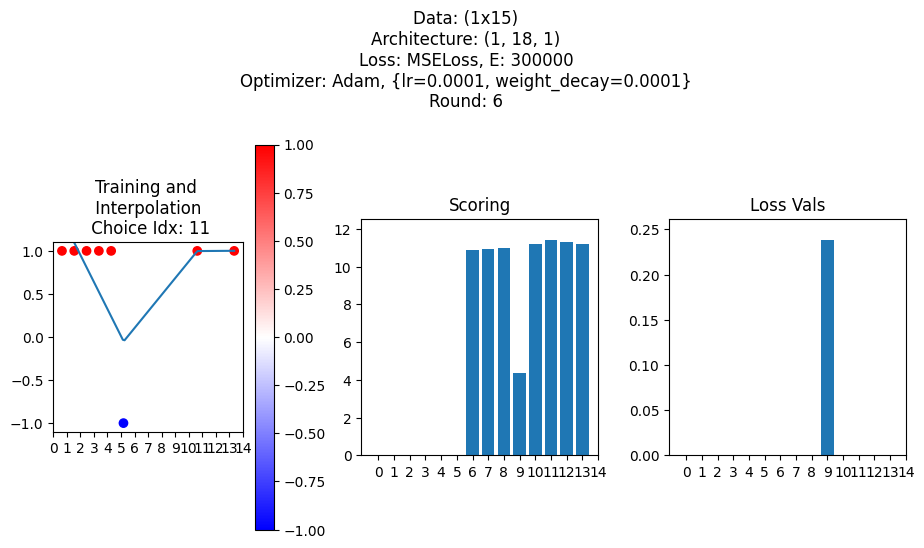 Data: (1x15)
Architecture: (1, 18, 1)
Loss: MSELoss, E: 300000
Optimizer: Adam, {lr=0.0001, weight_decay=0.0001}
Round: 6
Training and
Interpolation
Choice Idx: 11
1.0
0.5
0.0
−0.5
−1.0
0 1 2 3 4 5 6 7 8 9 10 11 12 13 14
1.00
0.75
0.50
0.25
0.00
−0.25
−0.50
−0.75
−1.00
Scoring
12
10
8
6
4
2
0
0 1 2 3 4 5 6 7 8 9 10 11 12 13 14
Loss Vals
0.25
0.20
0.15
0.10
0.05
0.00
0 1 2 3 4 5 6 7 8 9 10 11 12 13 14